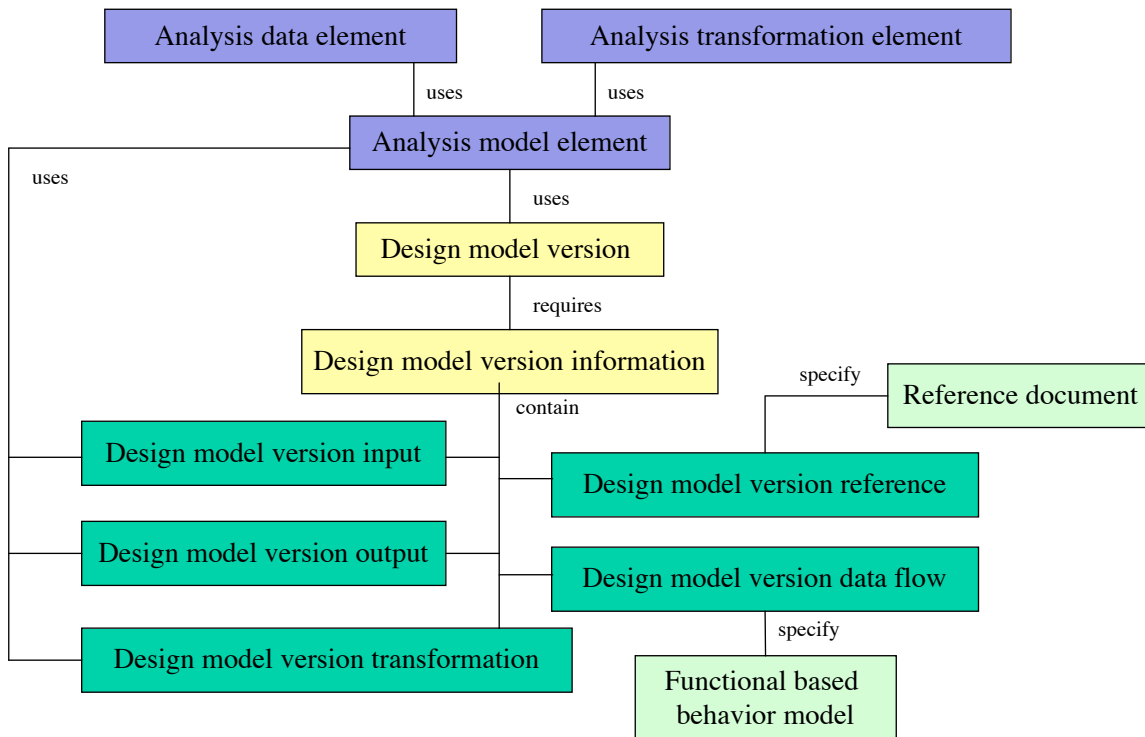 Analysis data element
Analysis transformation element
uses
uses
Analysis model element
uses
uses
Design model version
requires
Design model version information
specify
Reference document
contain
Design model version input
Design model version reference
Design model version output
Design model version data flow
specify
Design model version transformation
Functional based
behavior model